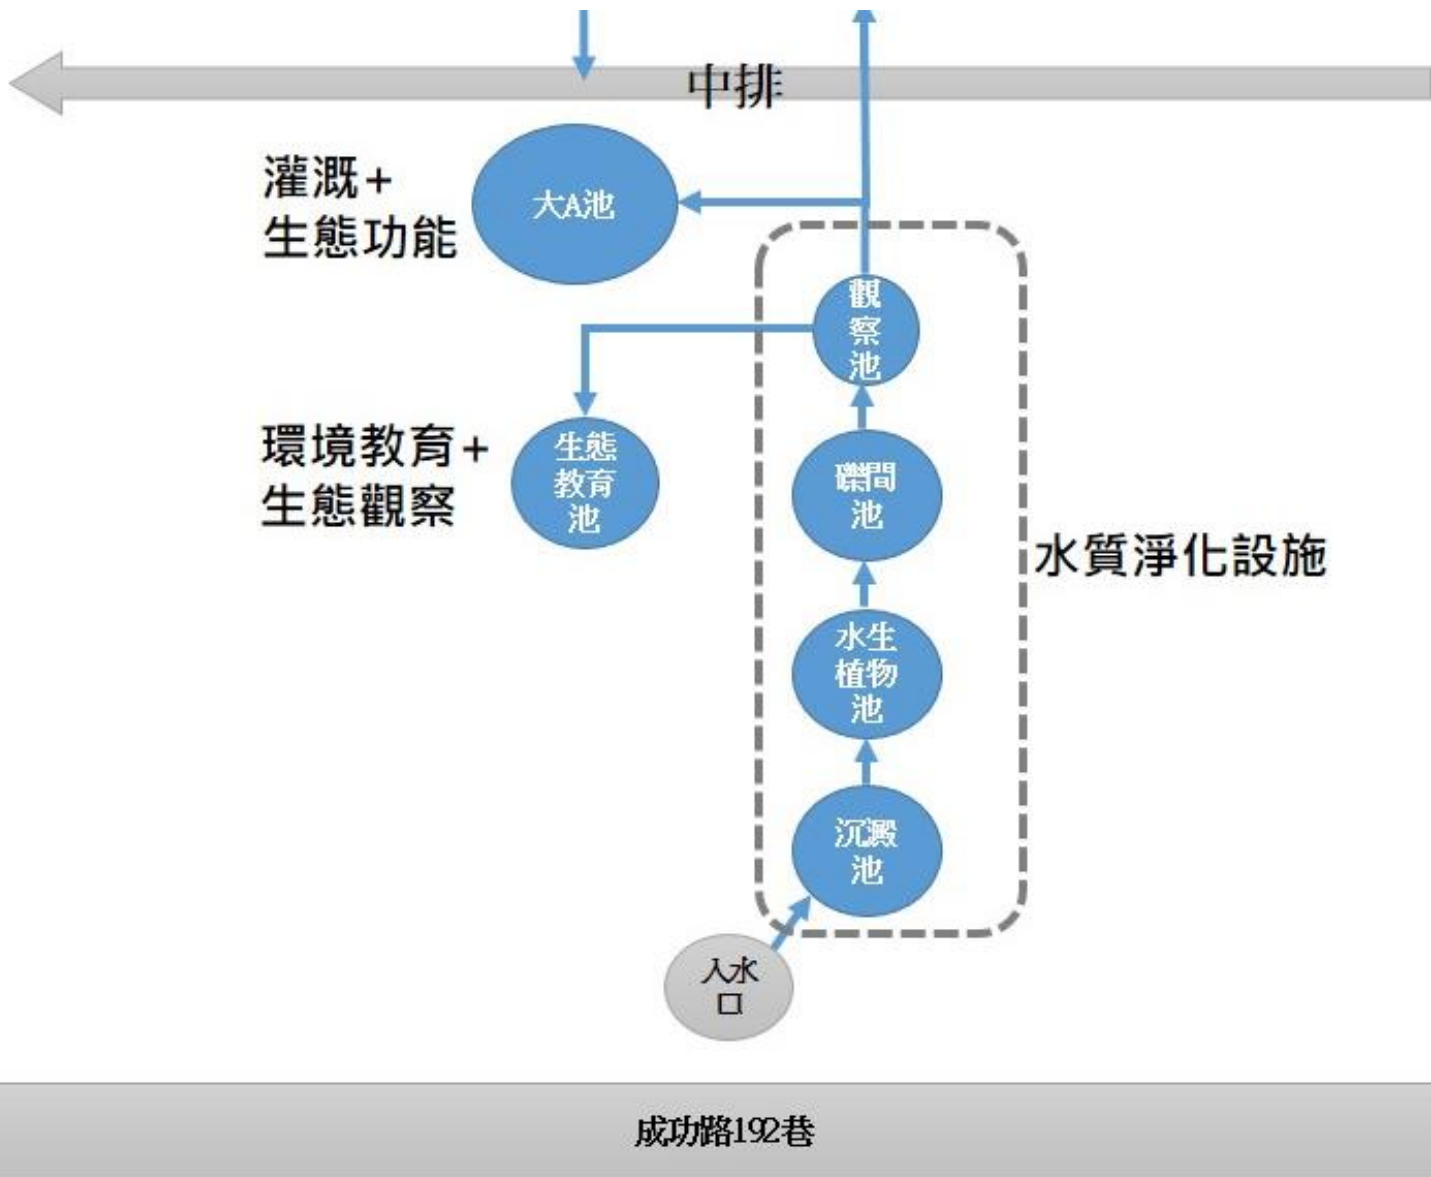 中排
灌溉+
生態功能
大A池
觀
察
池
環境教育+
生態觀察
生態
教育
池
礫間
池
水質淨化設施
水生
植物
池
沉澱
池
入水
口
成功路192巷